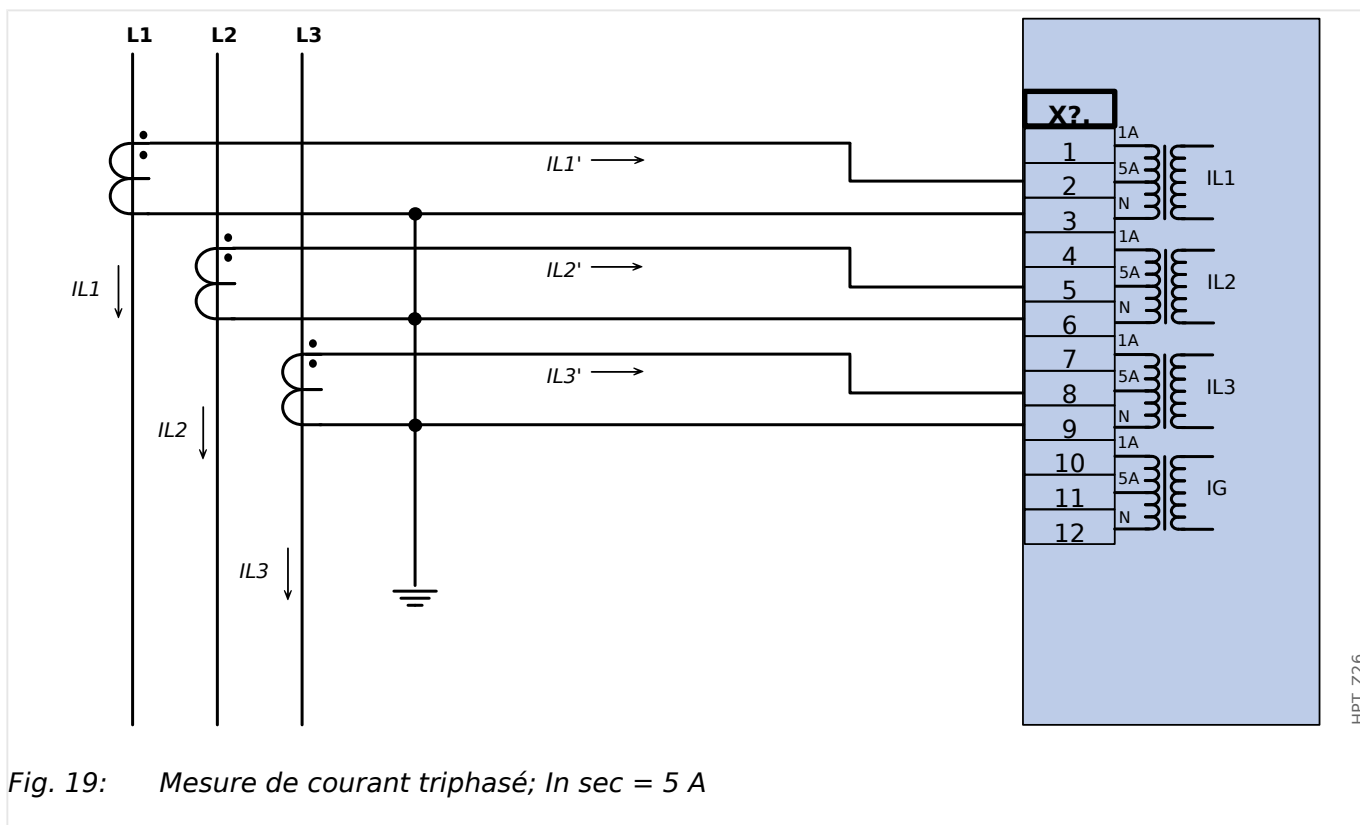 L1 L2 L3
X?.
1A
1
IL1'
5A
IL1
2
N
3
1A
4
IL2'
5A
IL2
IL1
5
N
6
1A
7
IL3'
5A
IL3
8
N
IL2
9
1A
10
5A
IG
11
N
12
IL3
HPT_Z26
Fig. 19: Mesure de courant triphasé; In sec = 5 A